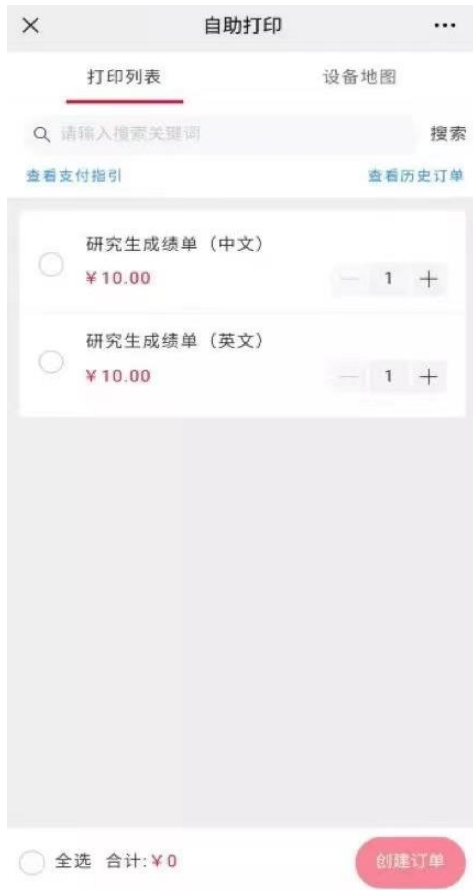 自助打印
打印列表 设备地图
请输入搜索关键词 搜索
查看支付指引 查看历史订单
研究生成绩单（中文）
￥10.00 — 1 +
研究生成绩单（英文）
￥10.00 — 1 +
全选 合计:￥0 创建订单